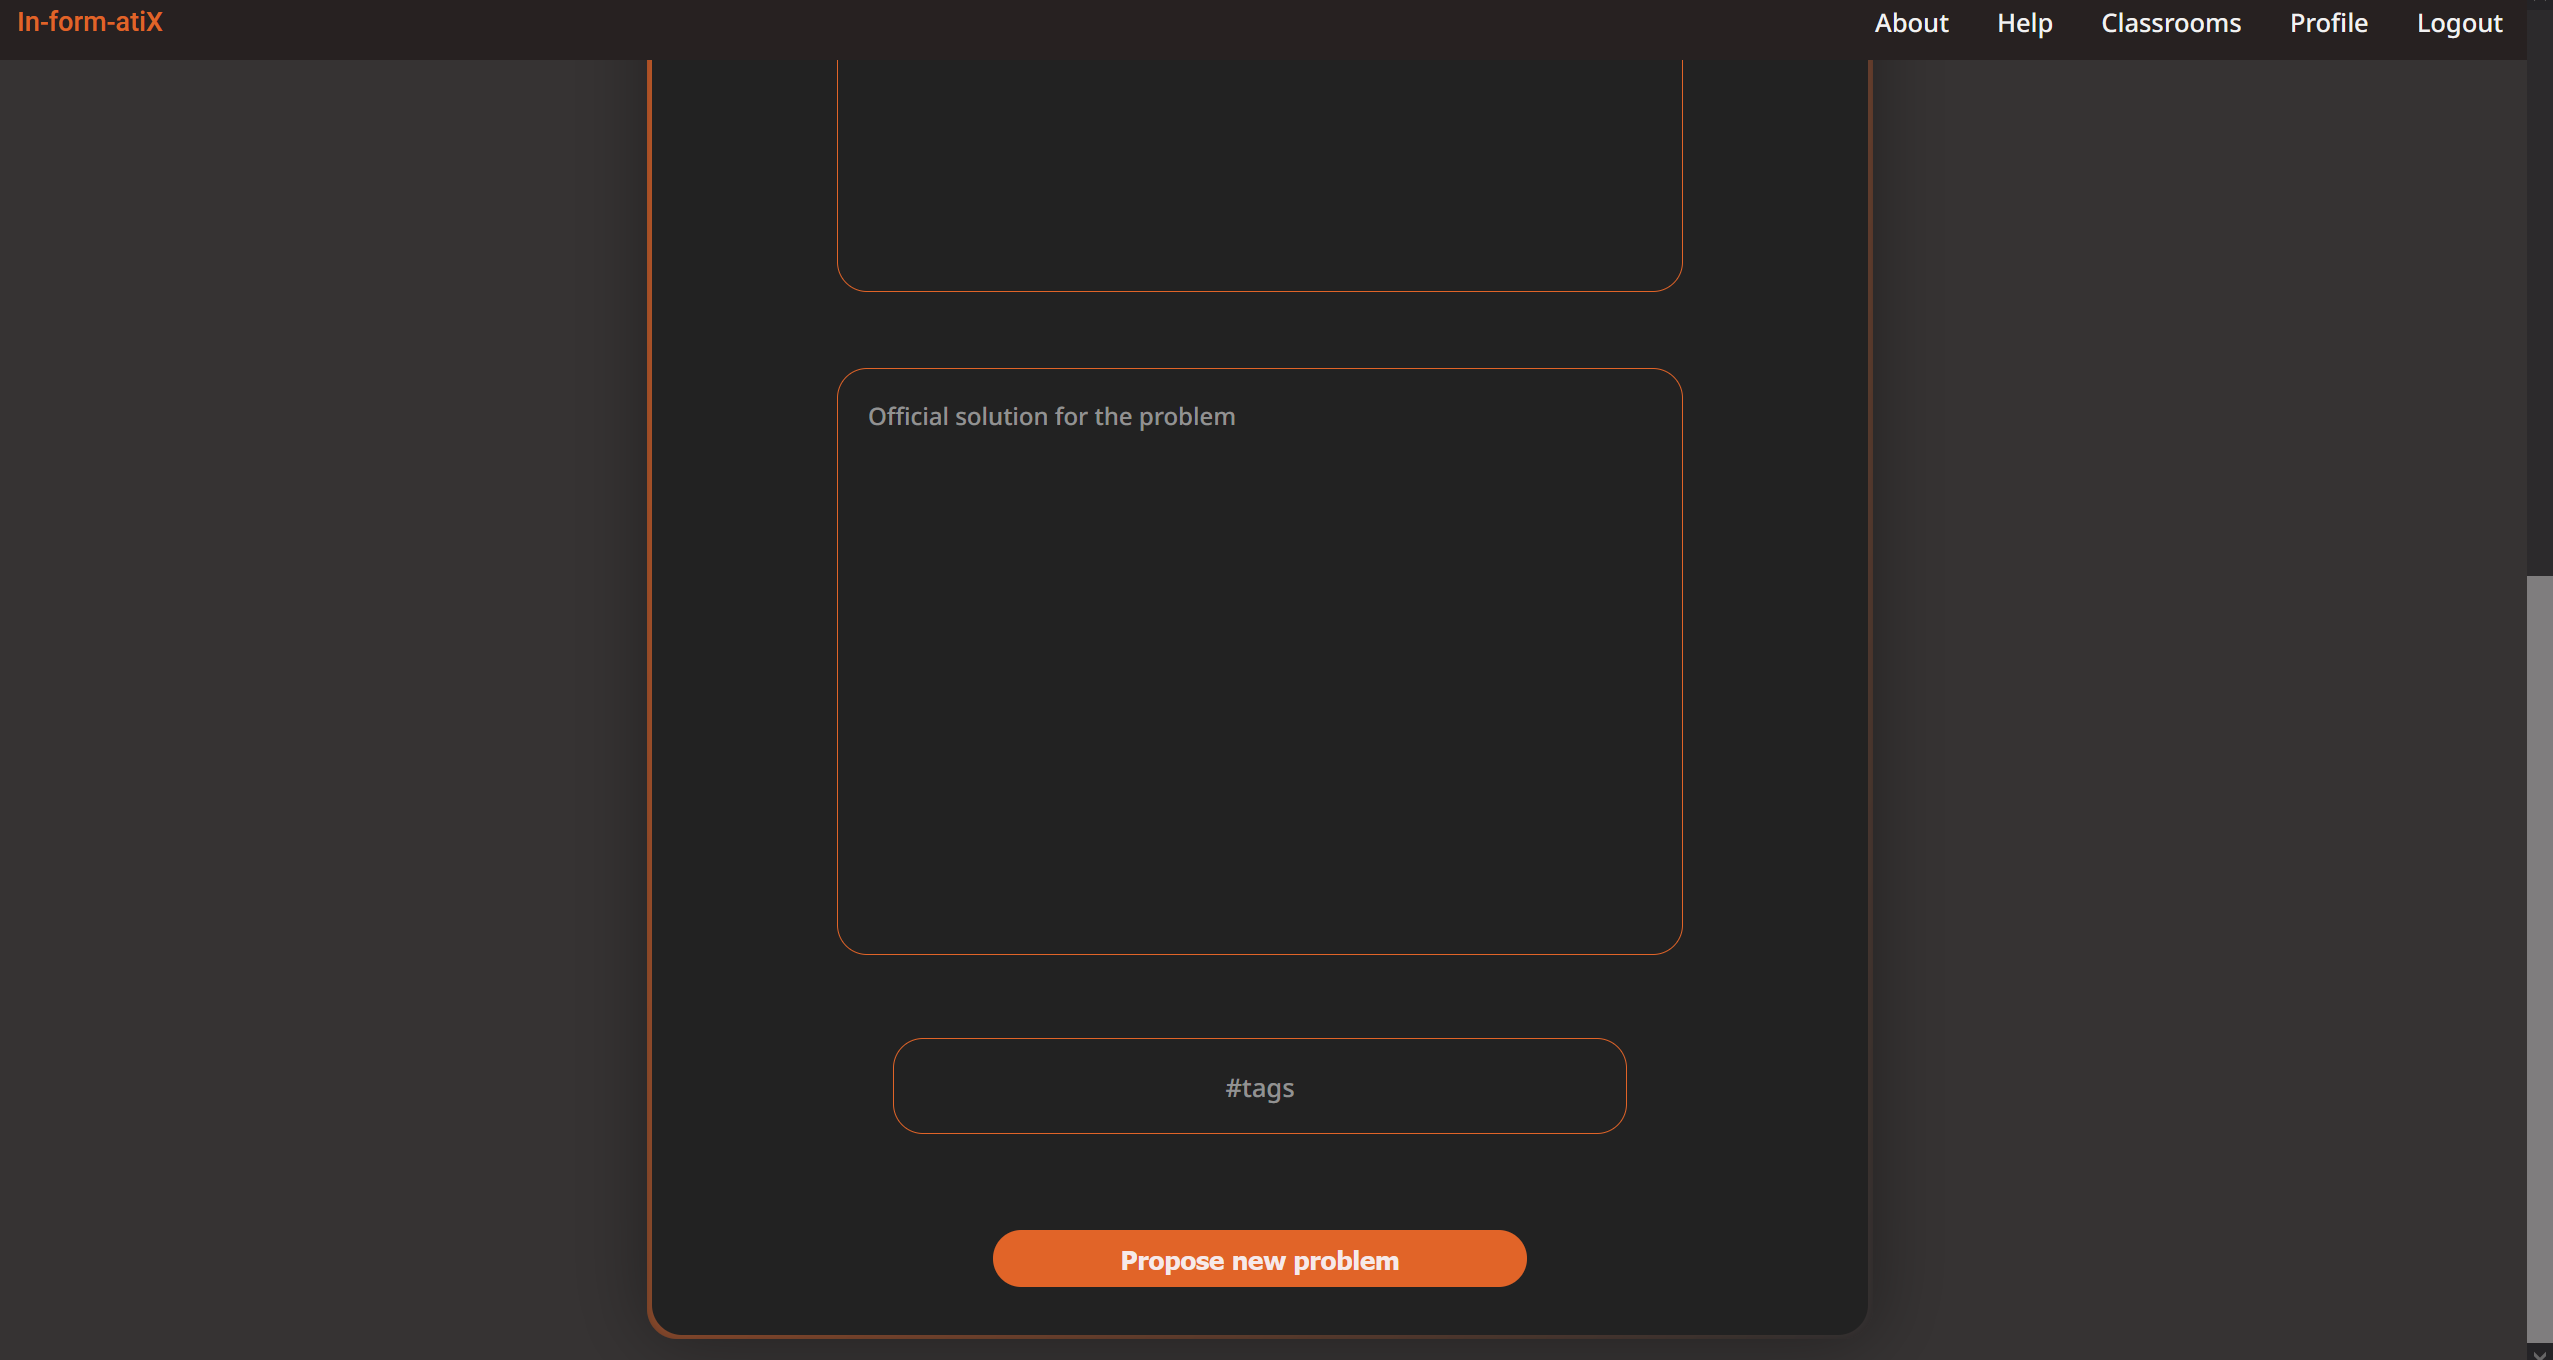 In-form-atiX
About
Help
Classrooms
Profile
Logout
Official solution for the problem
#tags
Propose new problem